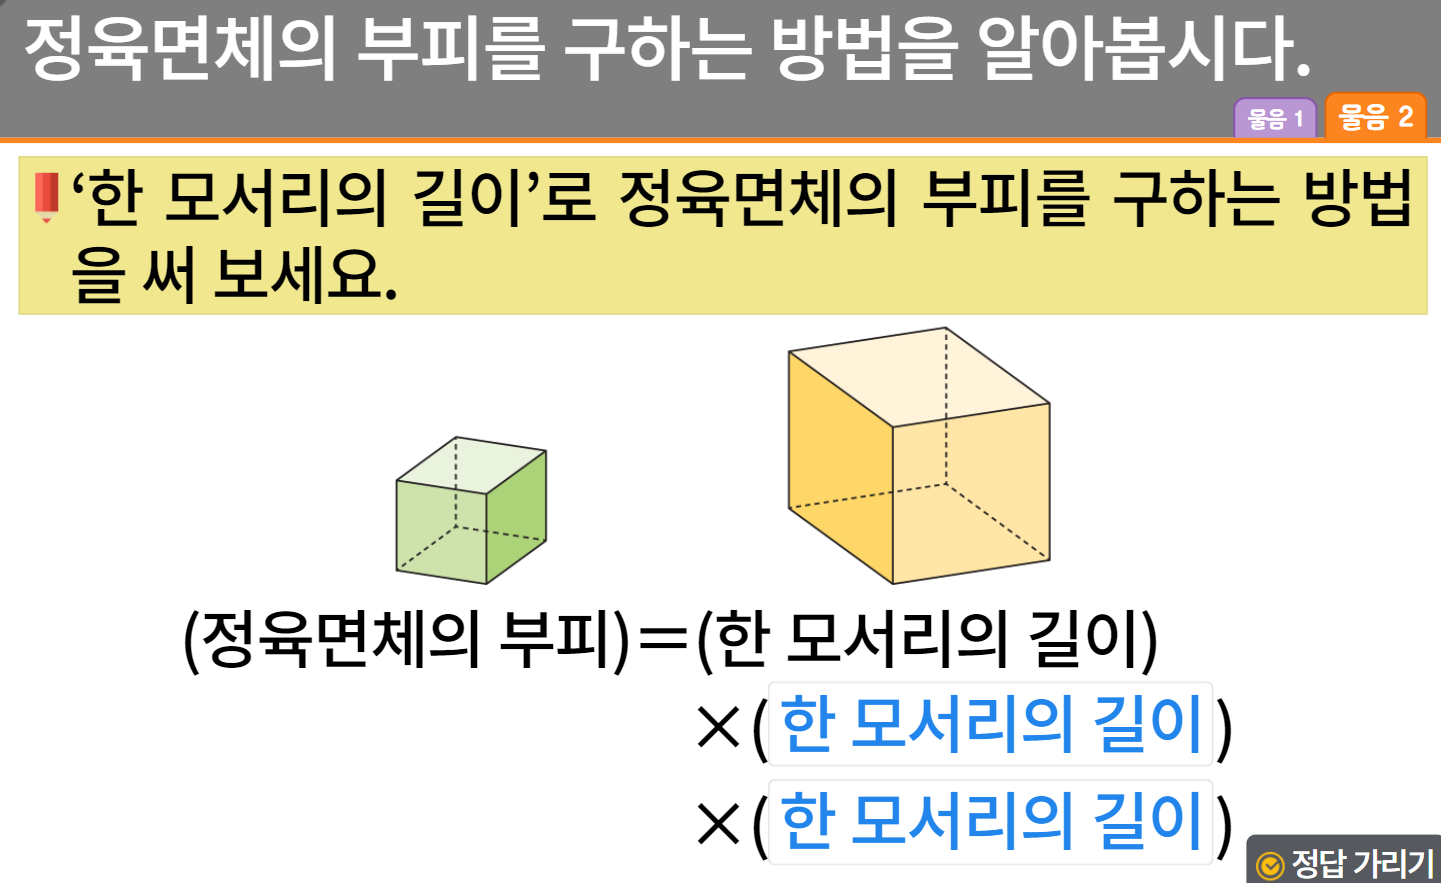 정육면체의 부피를 구하는 방법을 알아봅시다.
물음 1 물음 2
‘한 모서리의 길이’로 정육면체의 부피를 구하는 방법
을 써 보세요.
(정육면체의 부피)=(한 모서리의 길이)
×(한 모서리의 길이)
×(한 모서리의 길이)
정답 가리기